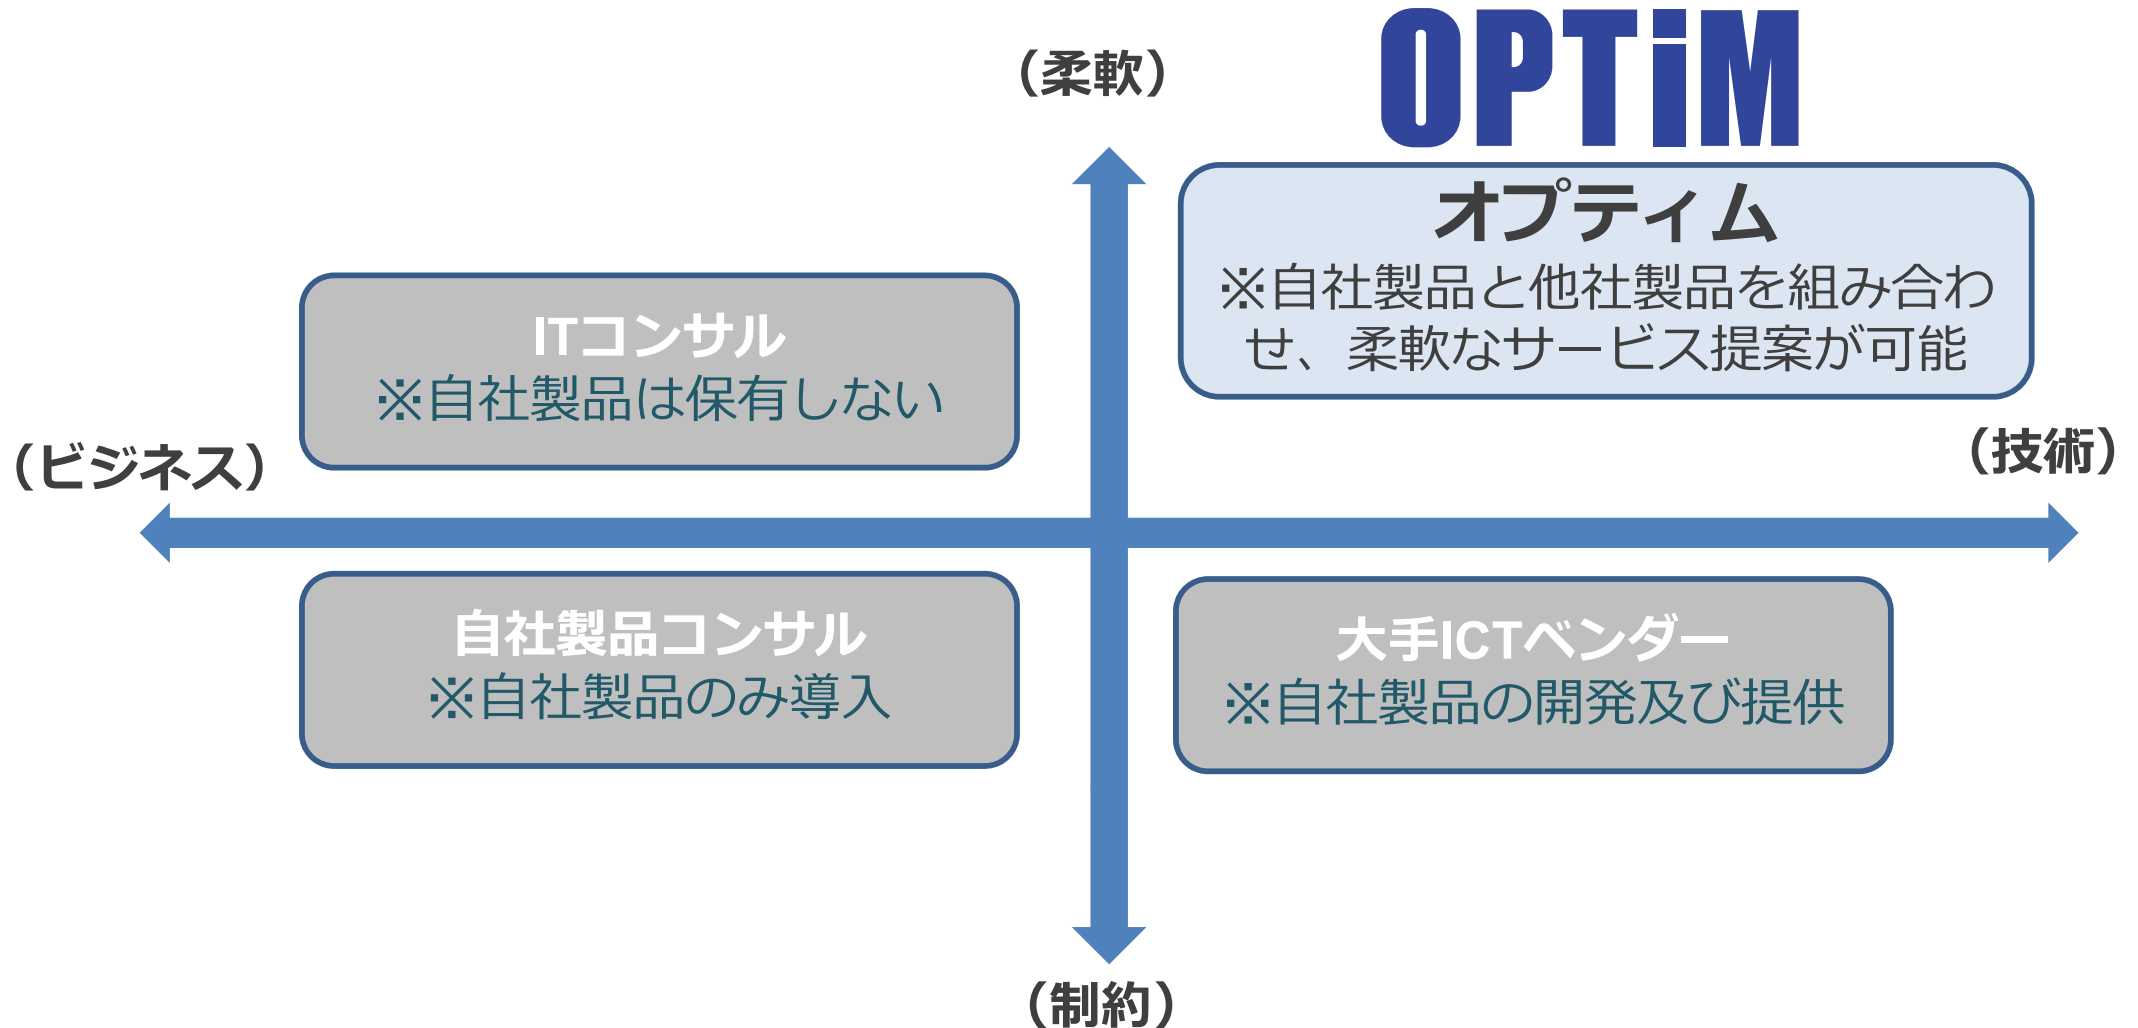 OPTiM
（柔軟）
オプティム
※自社製品と他社製品を組み合わ
せ、柔軟なサービス提案が可能
ITコンサル
※自社製品は保有しない
（ビジネス）
（技術）
自社製品コンサル
※自社製品のみ導入
大手ICTベンダー
※自社製品の開発及び提供
（制約）